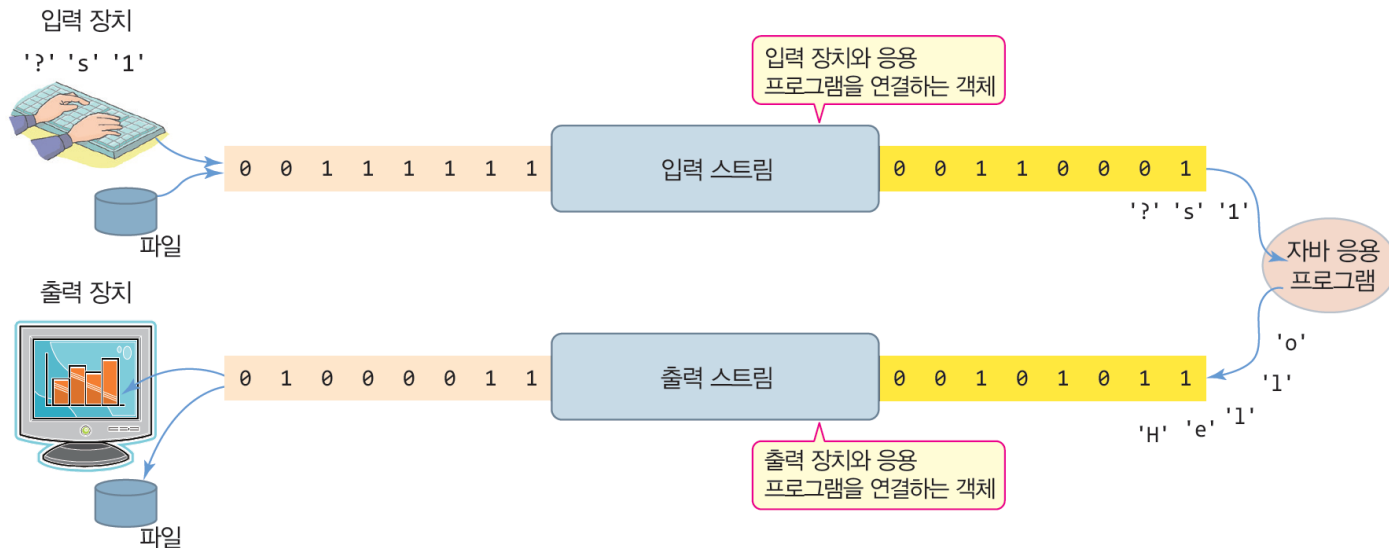 입력 장치
'?' 's' '1'
입력 장치와 응용
프로그램을 연결하는 객체
0 0 1 1 1 1 1 1
입력 스트림
0 0 1 1 0 0 0 1
'?' 's' '1'
파일
자바 응용
프로그램
출력 장치
0 1 0 0 0 0 1 1
출력 스트림
0 0 1 0 1 0 1 1
'o'
'l'
'l'
'e'
'H'
출력 장치와 응용
프로그램을 연결하는 객체
파일